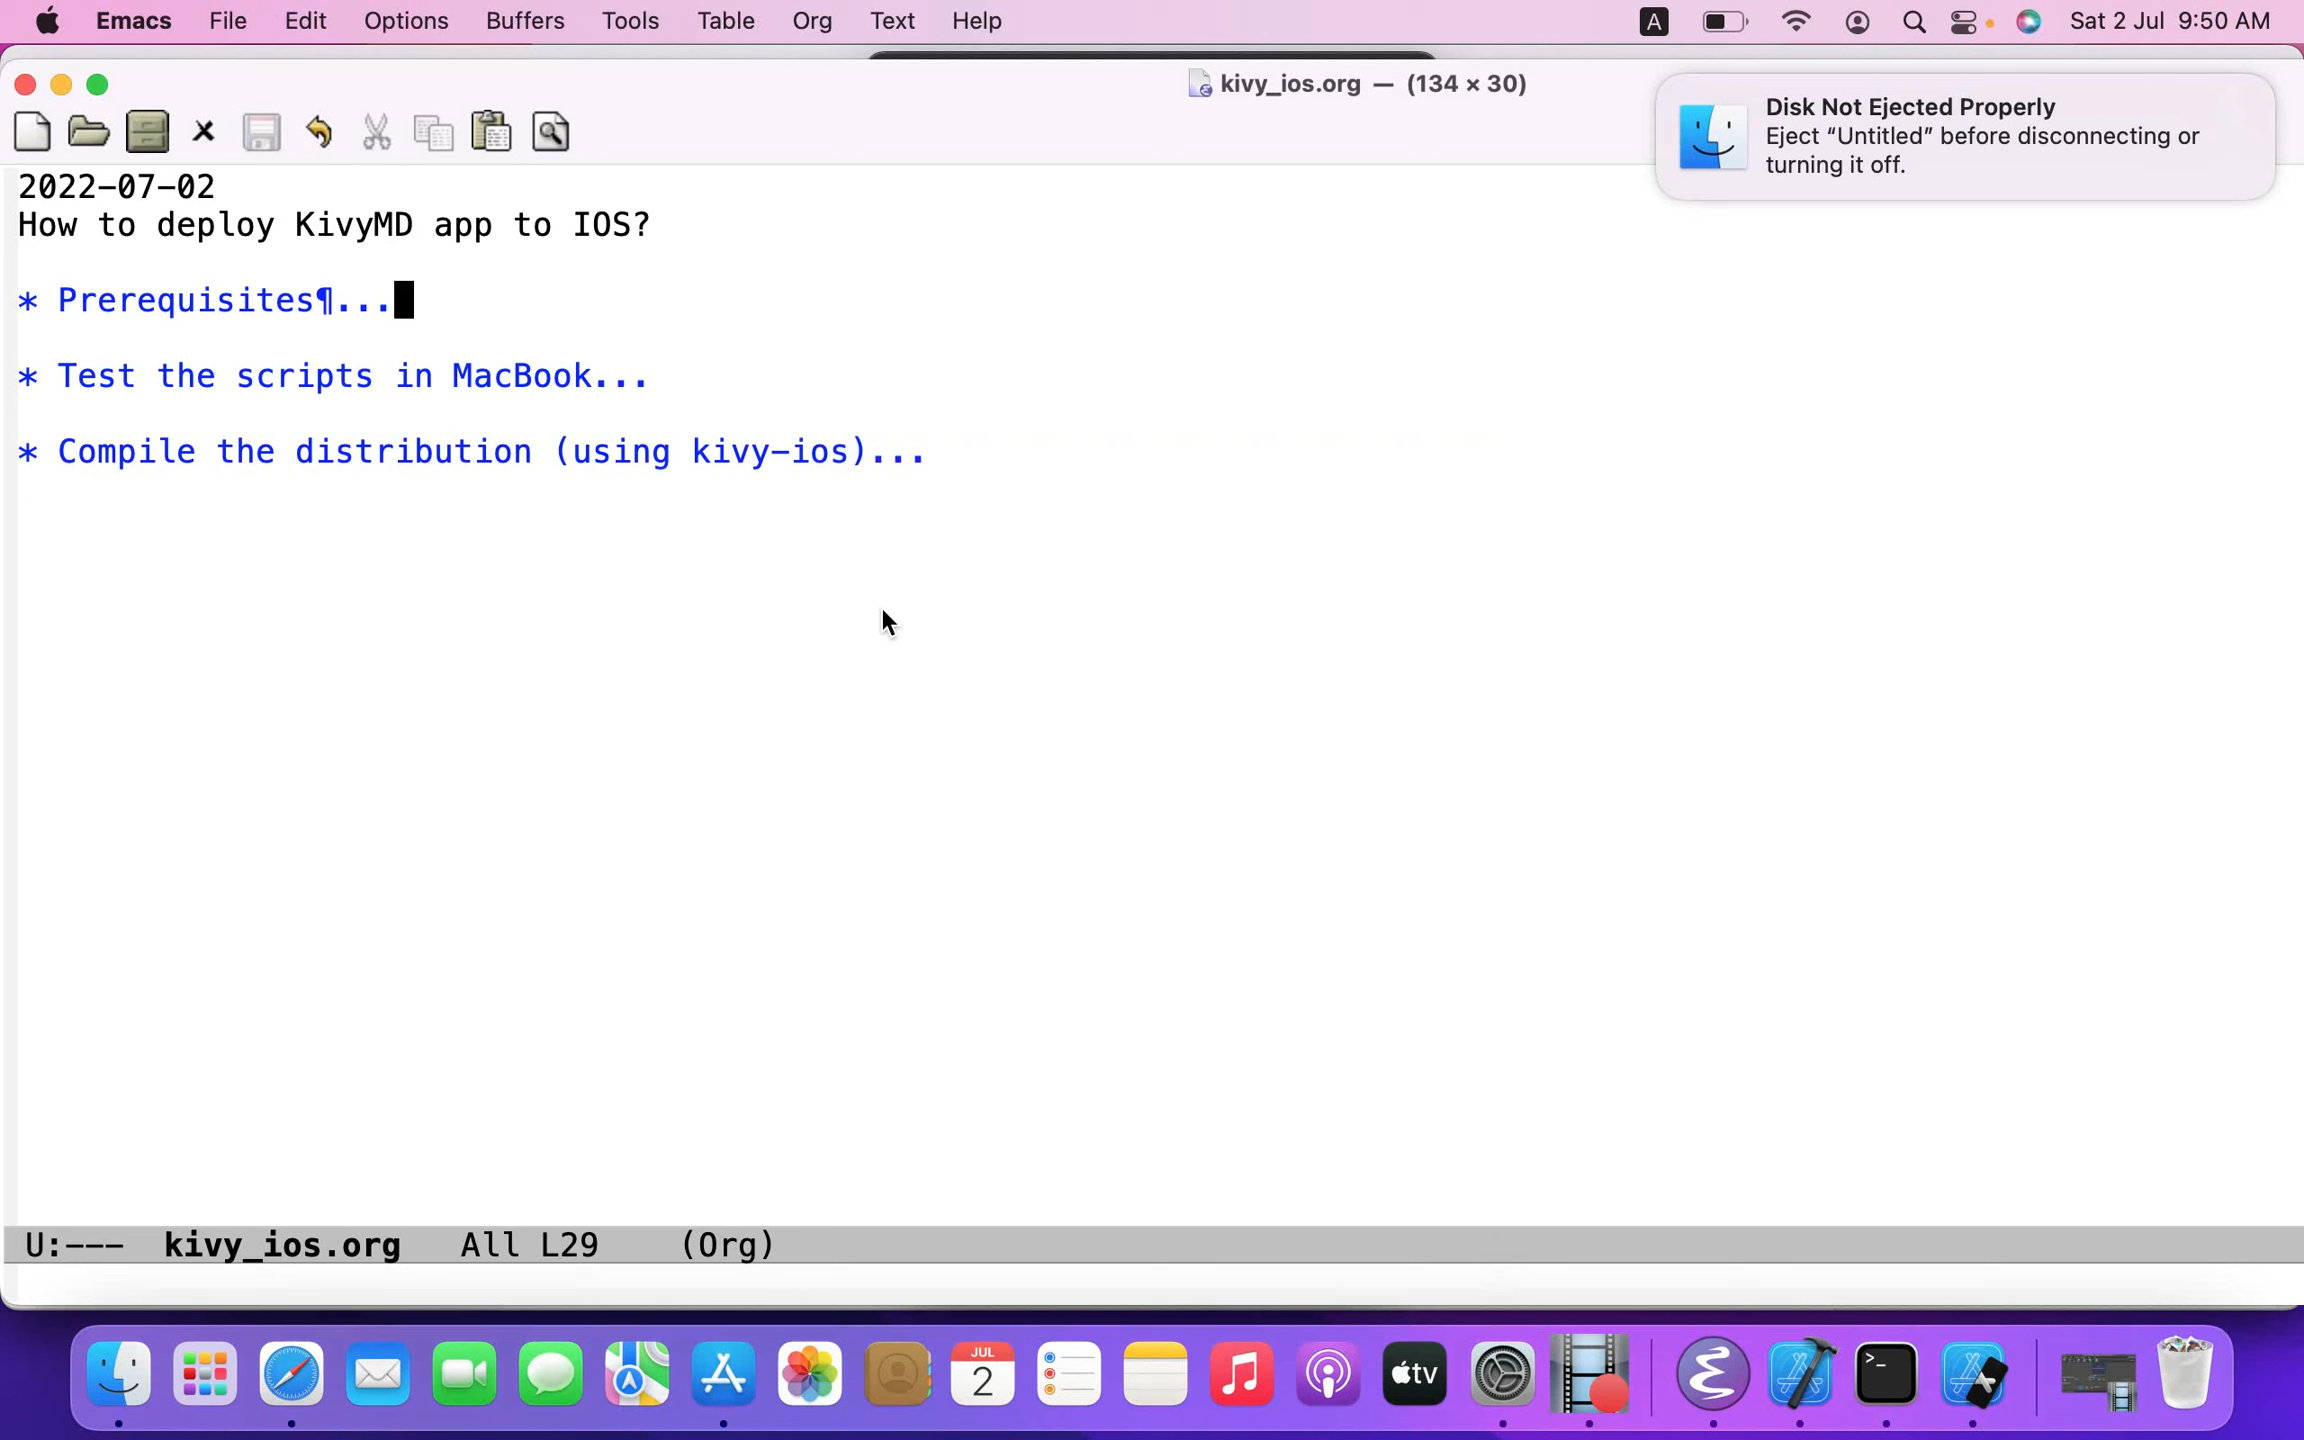 Emacs File Edit Options Buffers Tools Table Org Text Help A Sat 2 Jul 9:50 AM
kivy_ios.org — (134 × 30)
Disk Not Ejected Properly
Eject “Untitled” before disconnecting or
turning it off.
2022-07-02
How to deploy KivyMD app to IOS?
* Prerequisites¶...
* Test the scripts in MacBook...
* Compile the distribution (using kivy-ios)...
U:--- kivy_ios.org All L29 (Org)
JUL
2
tv
>_